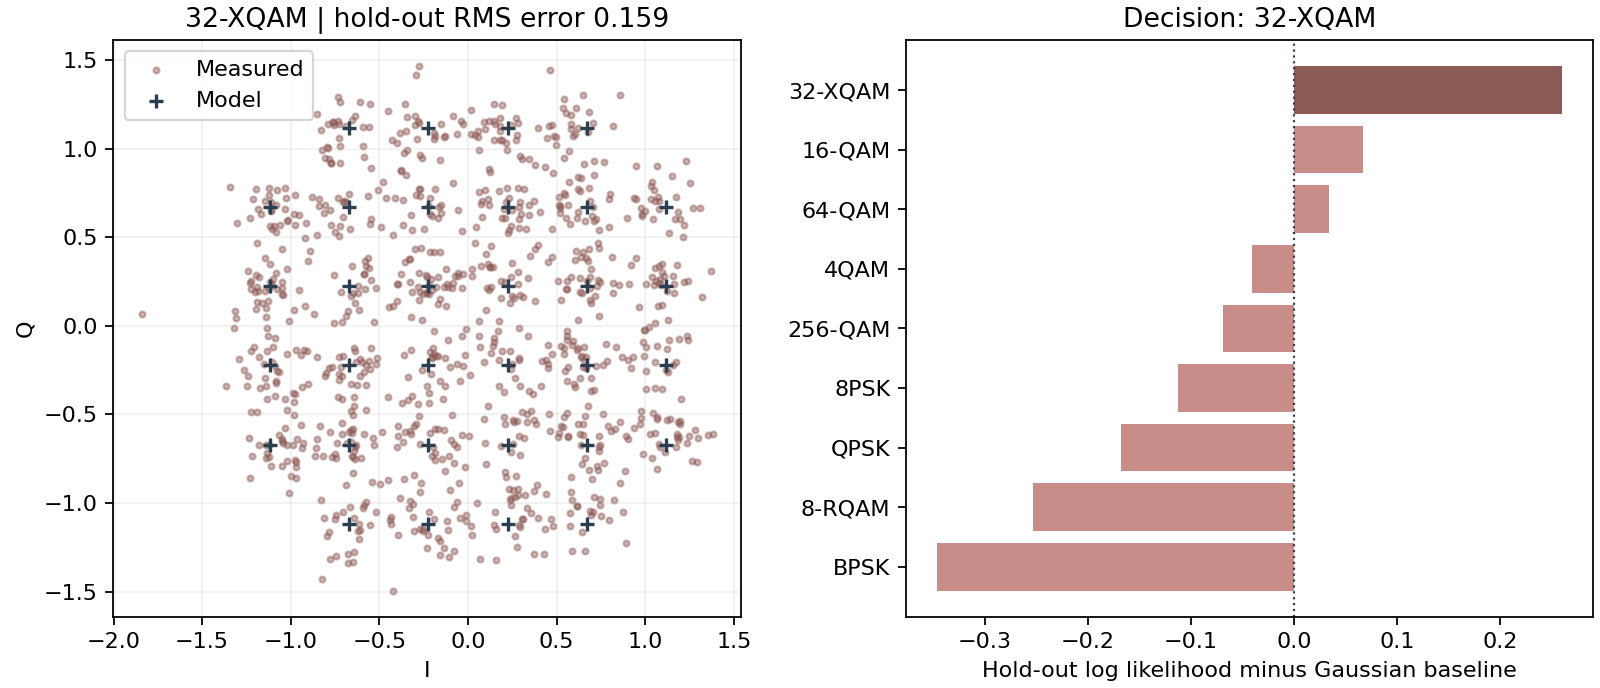 32-XQAM | hold-out RMS error 0.159
Measured
Model
1.5
1.0
0.5
0.0
−0.5
−1.0
−1.5
Q
−2.0 −1.5 −1.0 −0.5 0.0 0.5 1.0 1.5
I
Decision: 32-XQAM
32-XQAM
16-QAM
64-QAM
4QAM
256-QAM
8PSK
QPSK
8-RQAM
BPSK
−0.3 −0.2 −0.1 0.0 0.1 0.2
Hold-out log likelihood minus Gaussian baseline